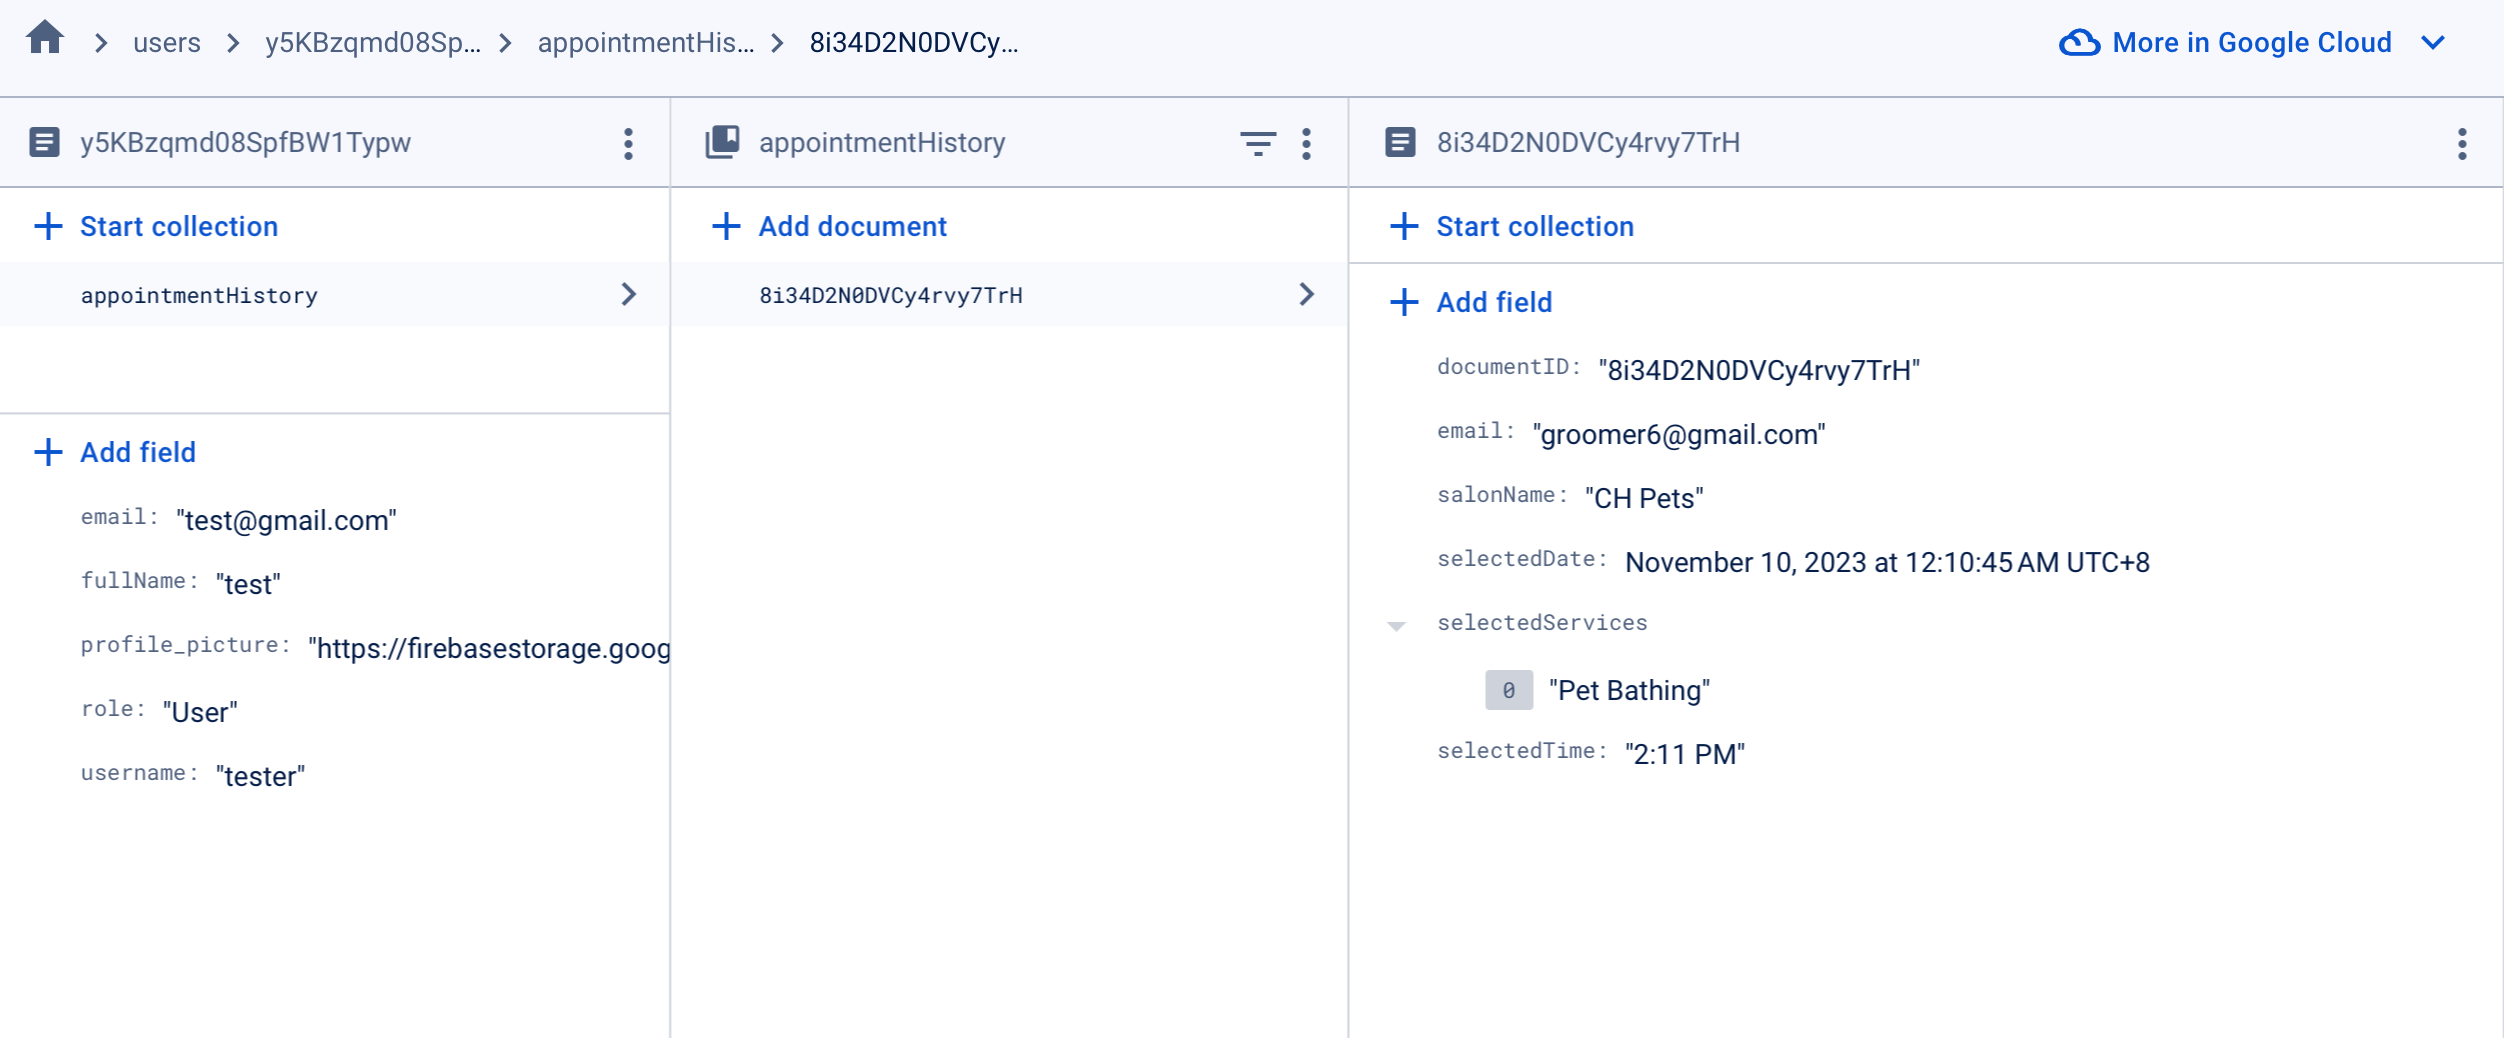 users y5KBzqmd08Sp... appointmentHis... 8i34D2N0DVCy... More in Google Cloud
y5KBzqmd08SpfBW1Typw
Start collection
appointmentHistory
Add field
email: "test@gmail.com"
fullName: "test"
profile_picture: "https://firebasestorage.goog
role: "User"
username: "tester"
appointmentHistory
Add document
8i34D2N0DVCy4rvy7TrH
8i34D2N0DVCy4rvy7TrH
Start collection
Add field
documentID: "8i34D2N0DVCy4rvy7TrH"
email: "groomer6@gmail.com"
salonName: "CH Pets"
selectedDate: November 10, 2023 at 12:10:45 AM UTC+8
selectedServices
0 "Pet Bathing"
selectedTime: "2:11 PM"